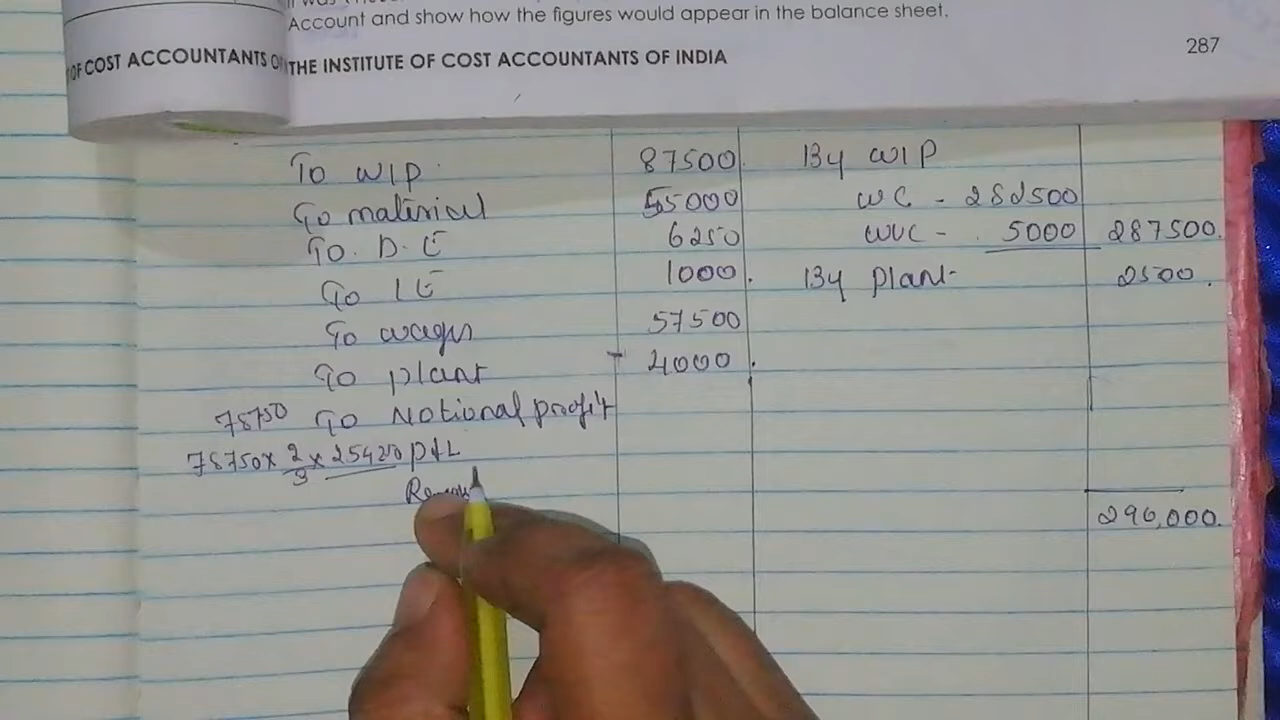 Account and show how the figures would appear in the balance sheet.
OF COST ACCOUNTANTS O
THE INSTITUTE OF COST ACCOUNTANTS OF INDIA
287
To WIP 87500 By WIP
To material 55000 WC - 282500
To D.E 6250 WUC - 5000 287500
To IE 1000 By Plant 2500
To wages 57500
To plant 4000
78750 To Notional profit
78750 x 2/3 x P&L
290,000